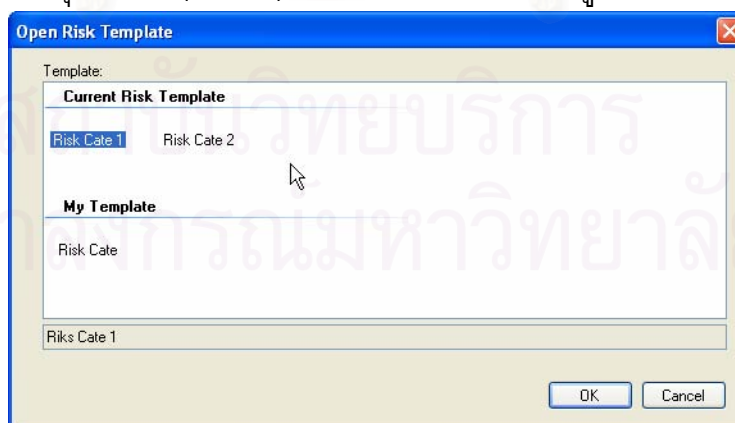 Open Risk Template
Template:
Current Risk Template
Risk Cate 1 Risk Cate 2
My Template
Risk Cate
Riks Cate 1
OK Cancel